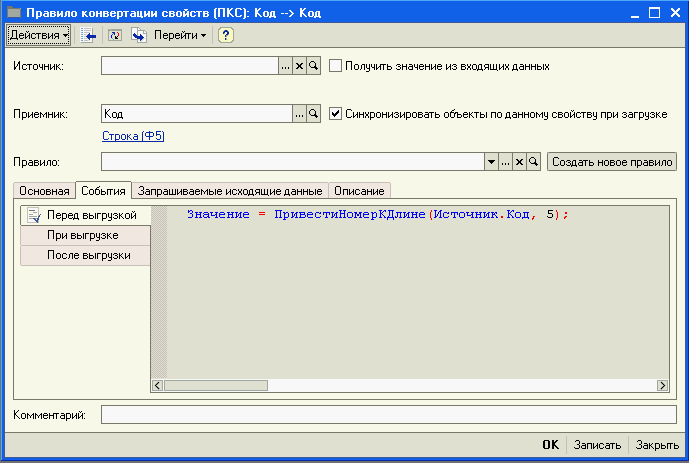 Правило конвертации свойств (ПКС): Код --> Код
Действия Перейти ?
Источник: ... Получить значение из входящих данных
Приемник: Код ... Синхронизировать объекты по данному свойству при загрузке
Строка (Ф5)
Правило: ... Создать новое правило
Основная События Запрашиваемые исходящие данные Описание
Перед выгрузкой Значение = ПривестиНомерКДлине(Источник.Код, 5);
При выгрузке
После выгрузки
Комментарий:
OK Записать Закрыть